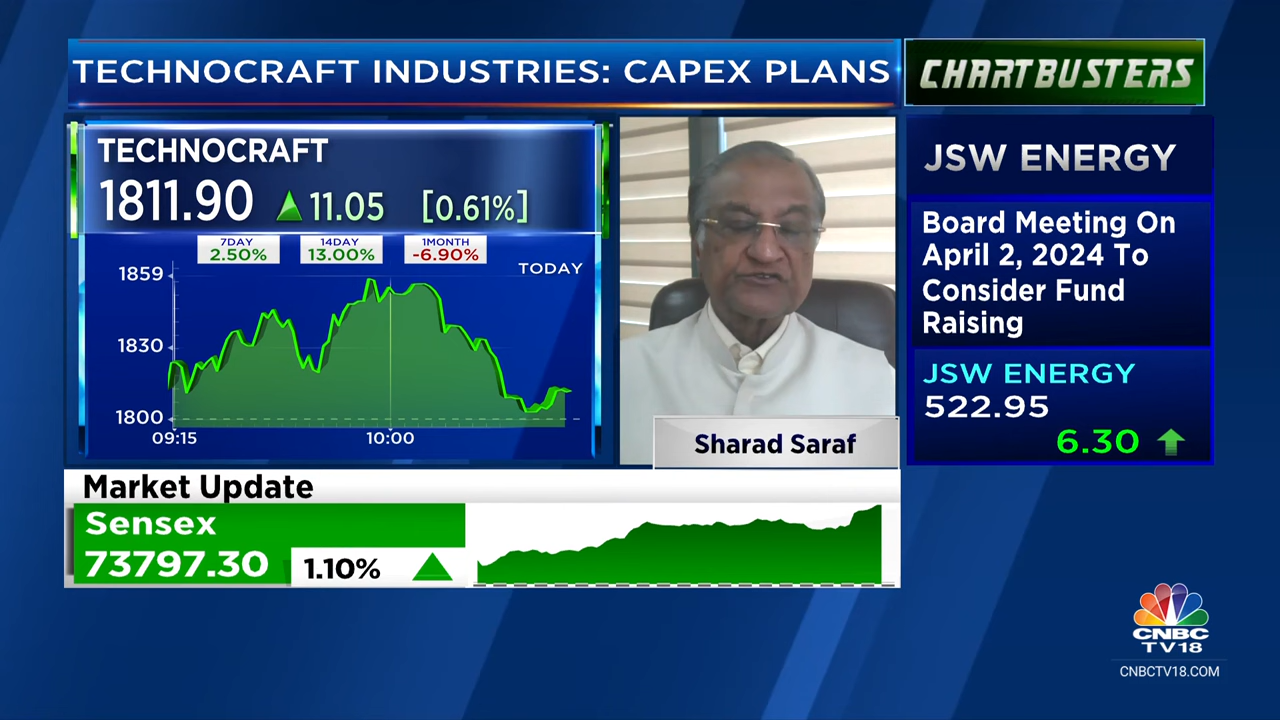 TECHNOCRAFT INDUSTRIES: CAPEX PLANS
CHARTBUSTERS
TECHNOCRAFT
1811.90 ▲ 11.05 [0.61%]
7DAY 14DAY 1MONTH
2.50% 13.00% -6.90%
TODAY
1859
1830
1800
09:15 10:00
Sharad Saraf
JSW ENERGY
Board Meeting On
April 2, 2024 To
Consider Fund
Raising
JSW ENERGY
522.95
6.30
Market Update
Sensex
73797.30 1.10%
CNBC
TV18
CNBCTV18.COM